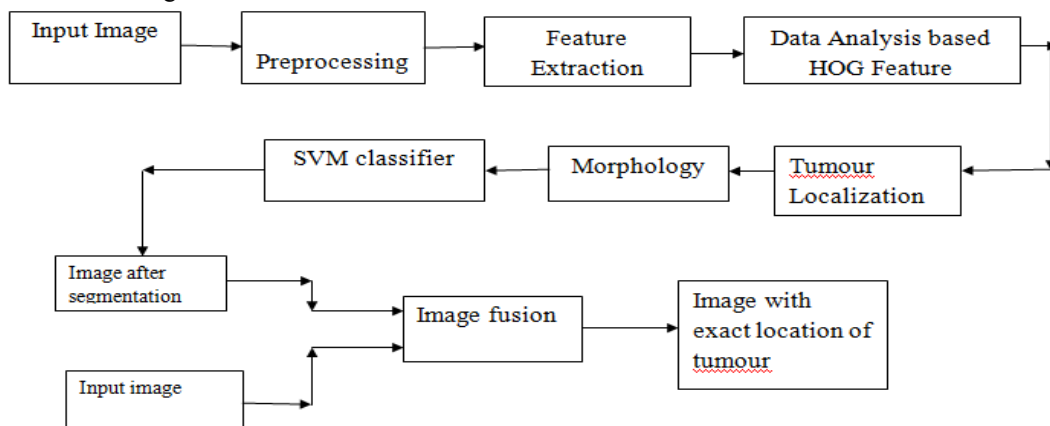 Input Image
Preprocessing
Feature
Extraction
Data Analysis based
HOG Feature
SVM classifier
Morphology
Tumour
Localization
Image after
segmentation
Image fusion
Image with
exact location of
tumour
Input image